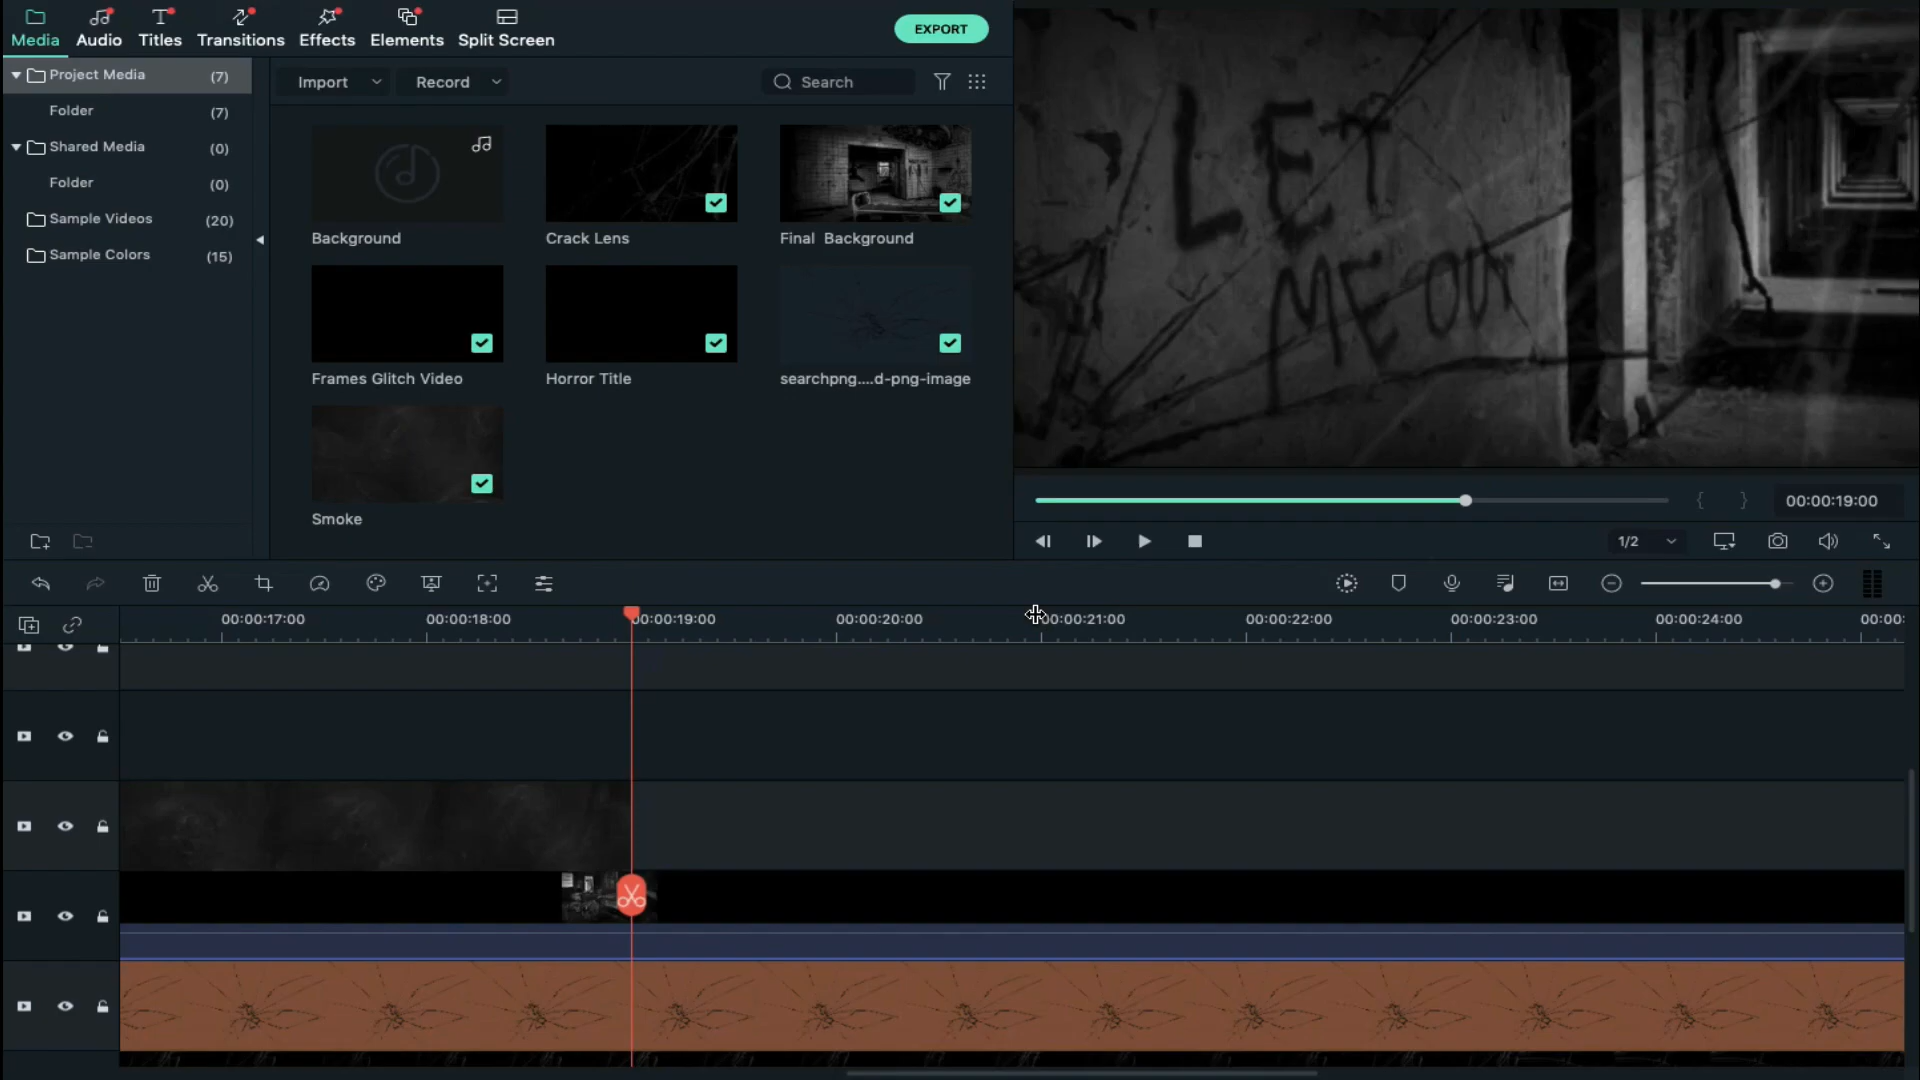 Media Audio Titles Transitions Effects Elements Split Screen EXPORT
Project Media (7)
Folder (7)
Shared Media (0)
Folder (0)
Sample Videos (20)
Sample Colors (15)
Import Record Search
Background Crack Lens Final Background
Frames Glitch Video Horror Title searchpng....d-png-image
Smoke
LET
ME OUT
{ } 00:00:19:00
1/2
00:00:17:00 00:00:18:00 00:00:19:00 00:00:20:00 00:00:21:00 00:00:22:00 00:00:23:00 00:00:24:00 00:00: